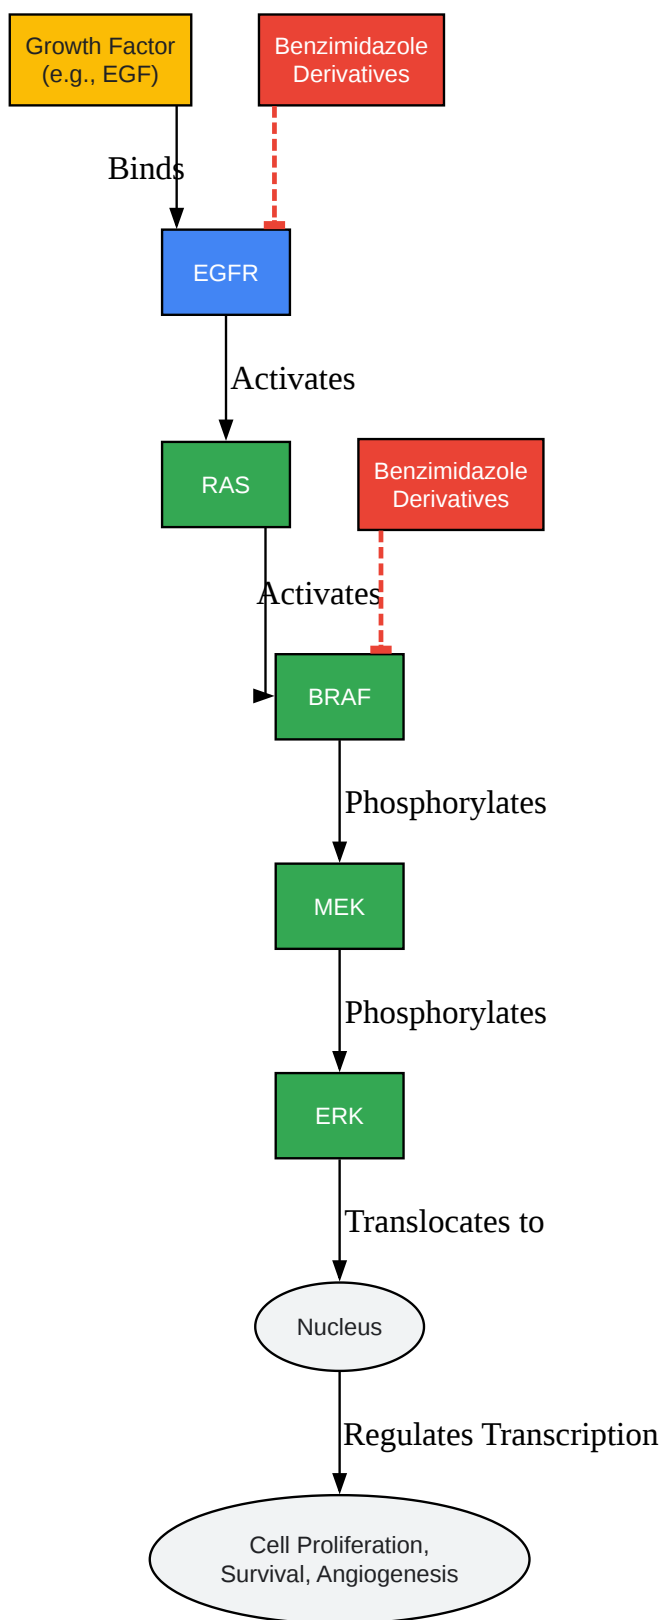 Growth Factor
(e.g., EGF)
Benzimidazole
Derivatives
Binds
EGFR
Activates
RAS
Benzimidazole
Derivatives
Activates
BRAF
Phosphorylates
MEK
Phosphorylates
ERK
Translocates to
Nucleus
Regulates Transcription
Cell Proliferation,
Survival, Angiogenesis